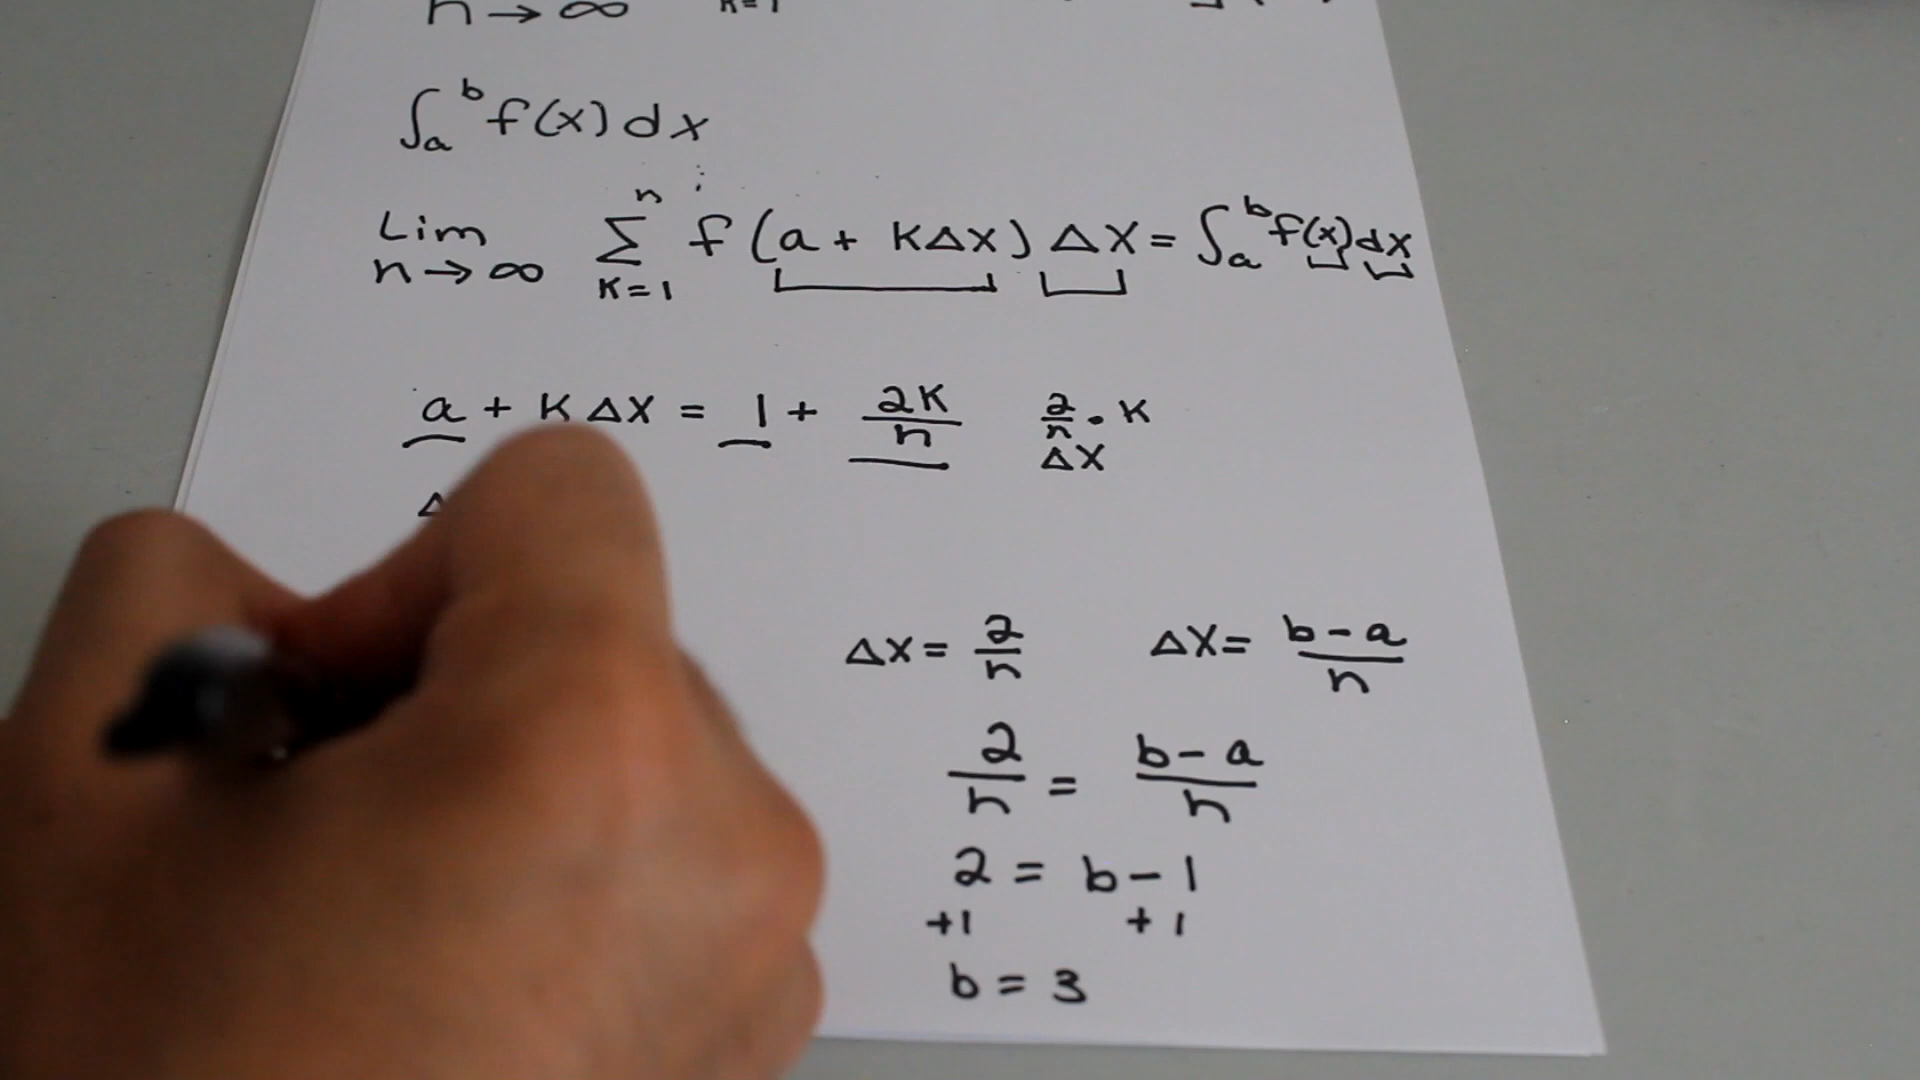 n → ∞ K=1
∫ₐᵇ f(x) dx
Lim n → ∞ n Σ K=1 f(a + KΔX) ΔX = ∫ₐᵇ f(x) dx
a + KΔX = 1 + 2K/n 2/n · K
ΔX
Δ
ΔX = 2/n ΔX = b - a/n
2/n = b - a/n
2 = b - 1
+1 +1
b = 3